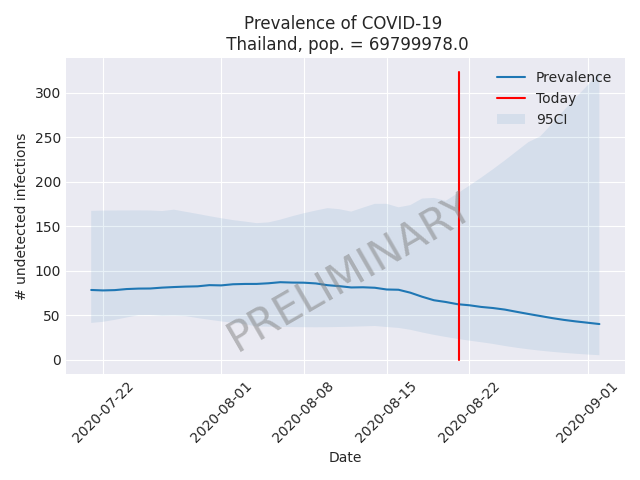 Prevalence of COVID-19
Thailand, pop. = 69799978.0
Prevalence
Today
95CI
# undetected infections
300
250
200
150
100
50
0
PRELIMINARY
2020-07-22
2020-08-01
2020-08-08
2020-08-15
2020-08-22
2020-09-01
Date